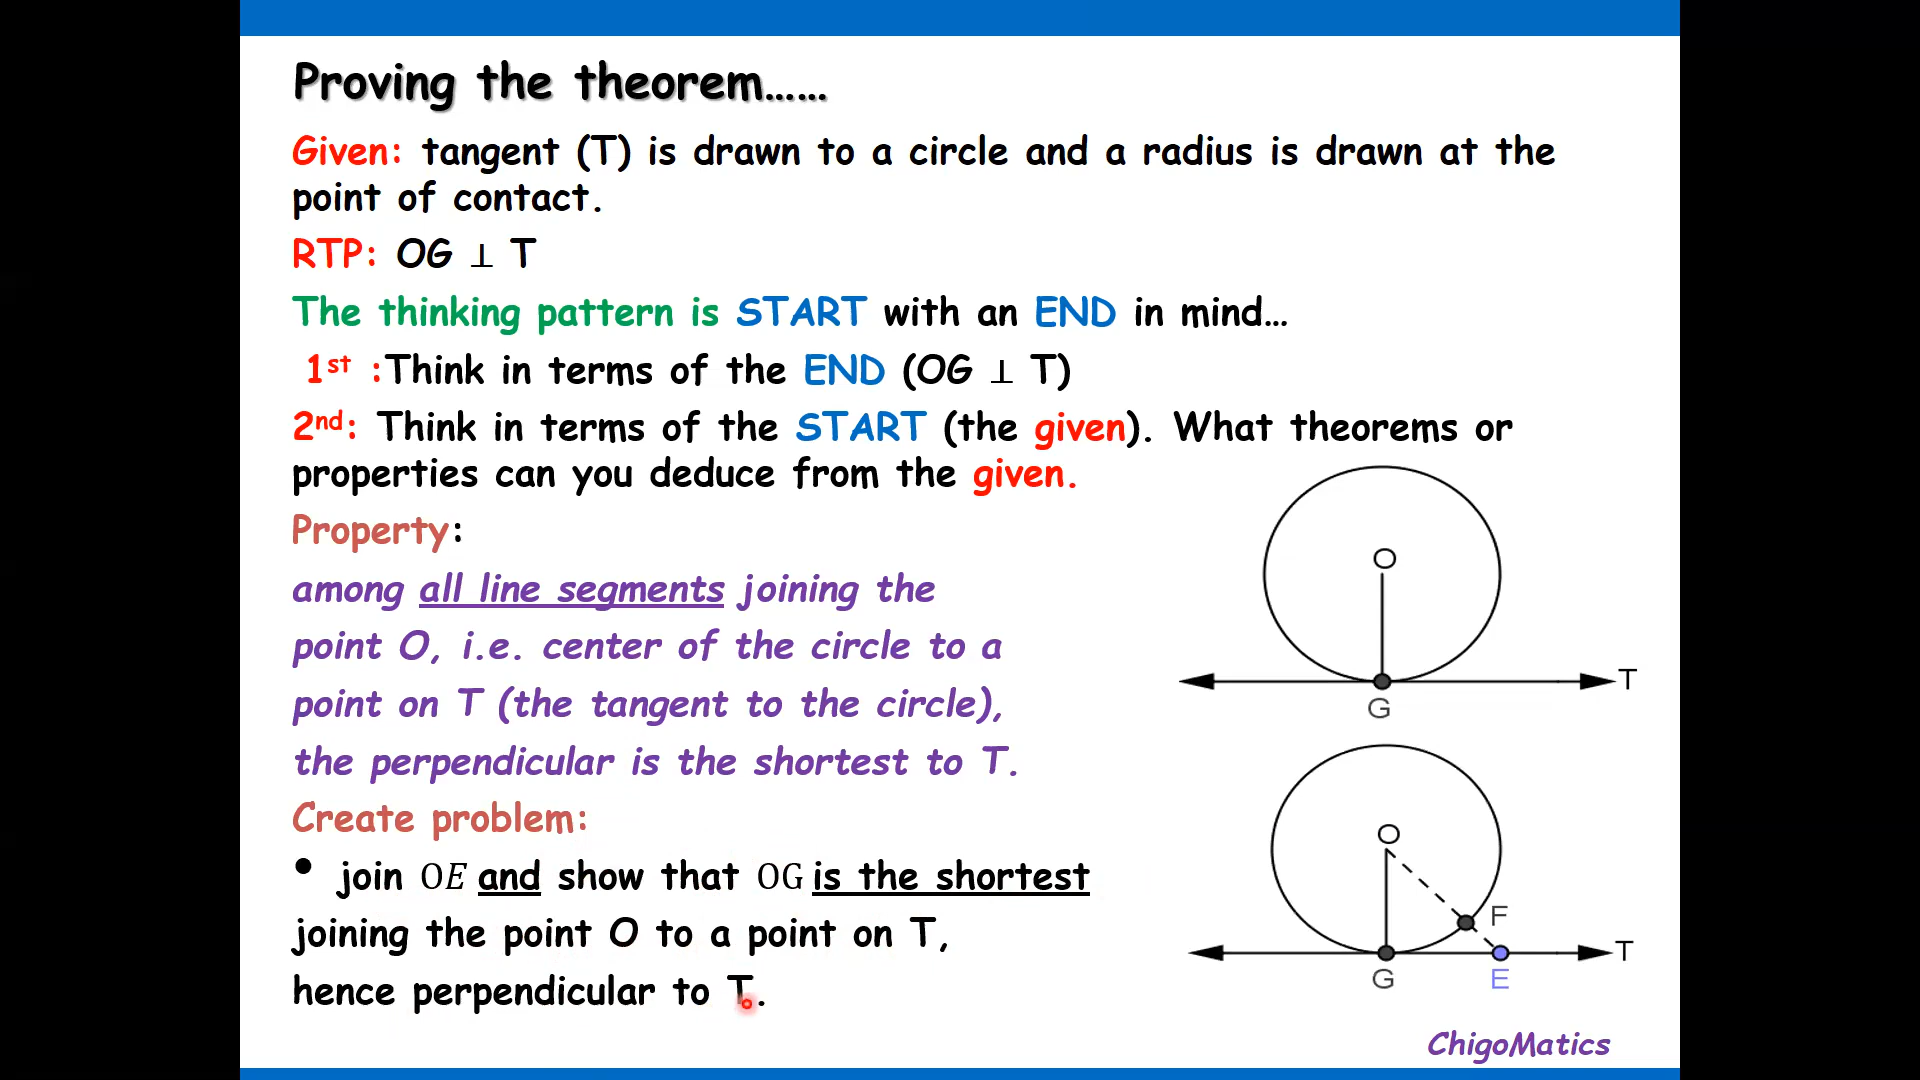 Proving the theorem……
Given: tangent (T) is drawn to a circle and a radius is drawn at the
point of contact.
RTP: OG ⊥ T
The thinking pattern is START with an END in mind…
1st :Think in terms of the END (OG ⊥ T)
2nd: Think in terms of the START (the given). What theorems or
properties can you deduce from the given.
Property:
among all line segments joining the
point O, i.e. center of the circle to a
point on T (the tangent to the circle),
the perpendicular is the shortest to T.
Create problem:
• join OE and show that OG is the shortest
joining the point O to a point on T,
hence perpendicular to T.
O
T
G
O
F
T
G
E
ChigoMatics